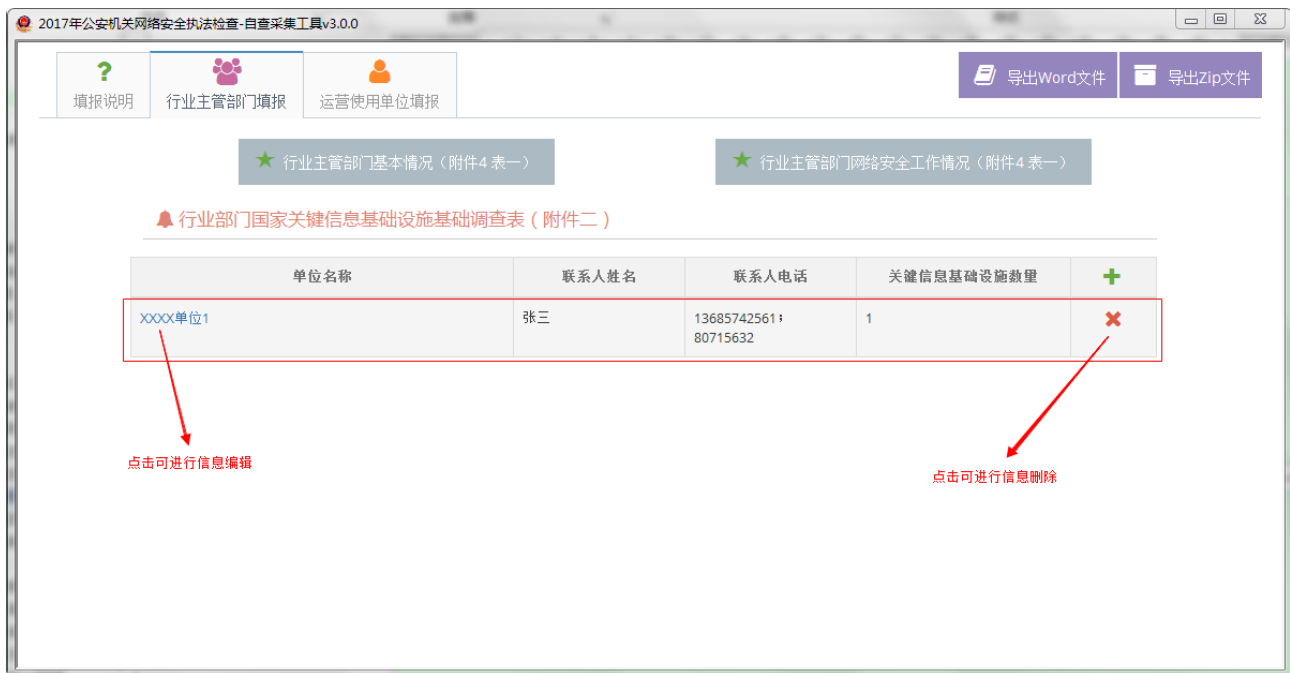 2017年公安机关网络安全执法检查-自查采集工具v3.0.0
填报说明
行业主管部门填报
运营使用单位填报
导出Word文件
导出Zip文件
行业主管部门基本情况（附件4 表一）
行业主管部门网络安全工作情况（附件4 表一）
行业部门国家关键信息基础设施基础调查表（附件二）
单位名称
联系人姓名
联系人电话
关键信息基础设施数量
XXXX单位1
张三
13685742561；
80715632
1
点击可进行信息编辑
点击可进行信息删除